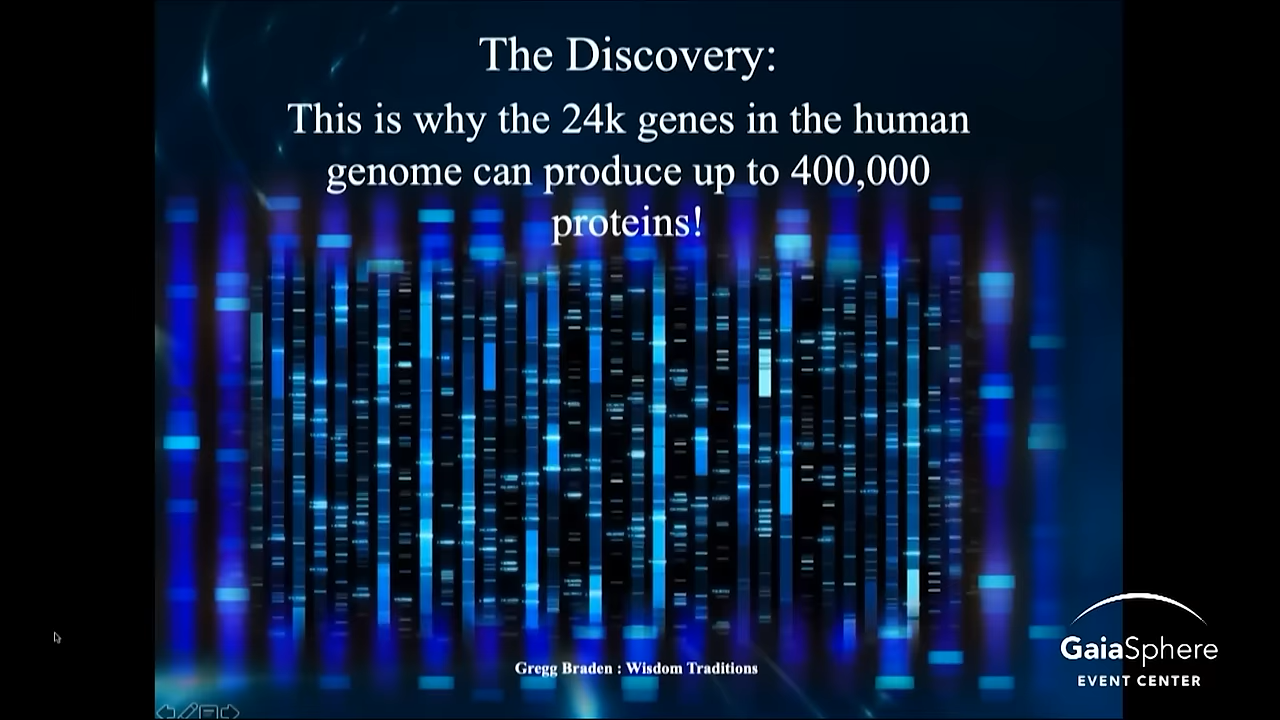 The Discovery:
This is why the 24k genes in the human
genome can produce up to 400,000
proteins!
Gregg Braden : Wisdom Traditions
GaiaSphere
EVENT CENTER